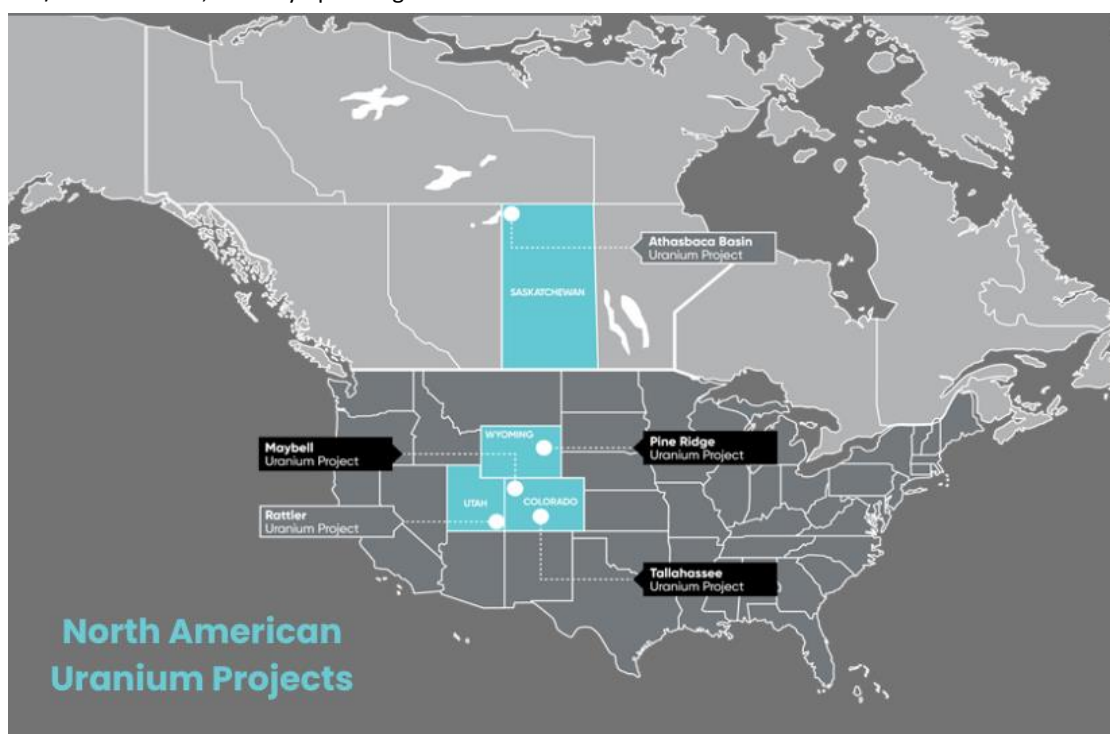 Athasbaca Basin
Uranium Project
SASKATCHEWAN
WYOMING
Maybell
Uranium Project
Pine Ridge
Uranium Project
UTAH
COLORADO
Rattler
Uranium Project
Tallahassee
Uranium Project
North American
Uranium Projects